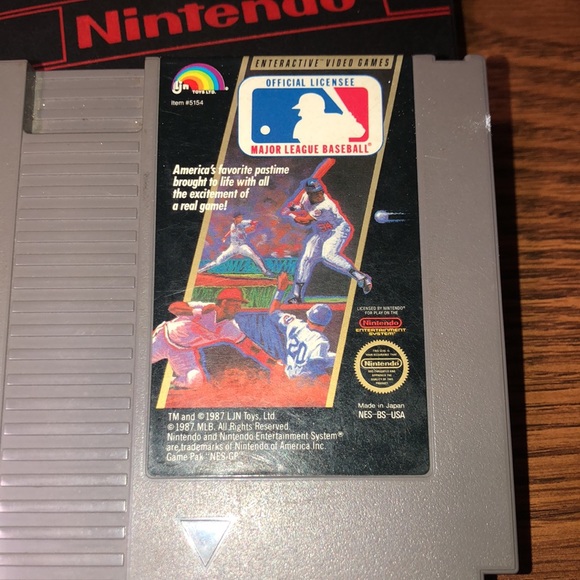 Nintendo
ENTERACTIVE VIDEO GAMES
LJN
TOYS LTD.
Item #5154
OFFICIAL LICENSEE
MAJOR LEAGUE BASEBALL
America's favorite pastime
brought to life with all
the excitement of
a real game!
20
LICENSED BY NINTENDO®
FOR PLAY ON THE
Nintendo
ENTERTAINMENT
SYSTEM®
Nintendo
Made in Japan
NES-BS-USA
TM and © 1987 LJN Toys, Ltd.
© 1987 MLB. All Rights Reserved.
Nintendo and Nintendo Entertainment System®
are trademarks of Nintendo of America Inc.
Game Pak "NES-GP"